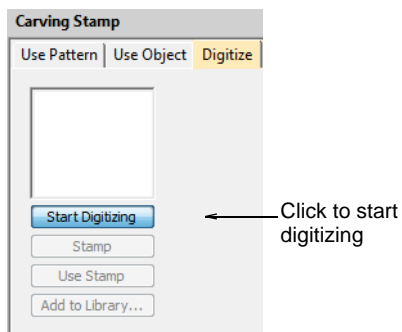 Carving Stamp
Use Pattern Use Object Digitize
Start Digitizing
Stamp
Use Stamp
Add to Library...
Click to start
digitizing